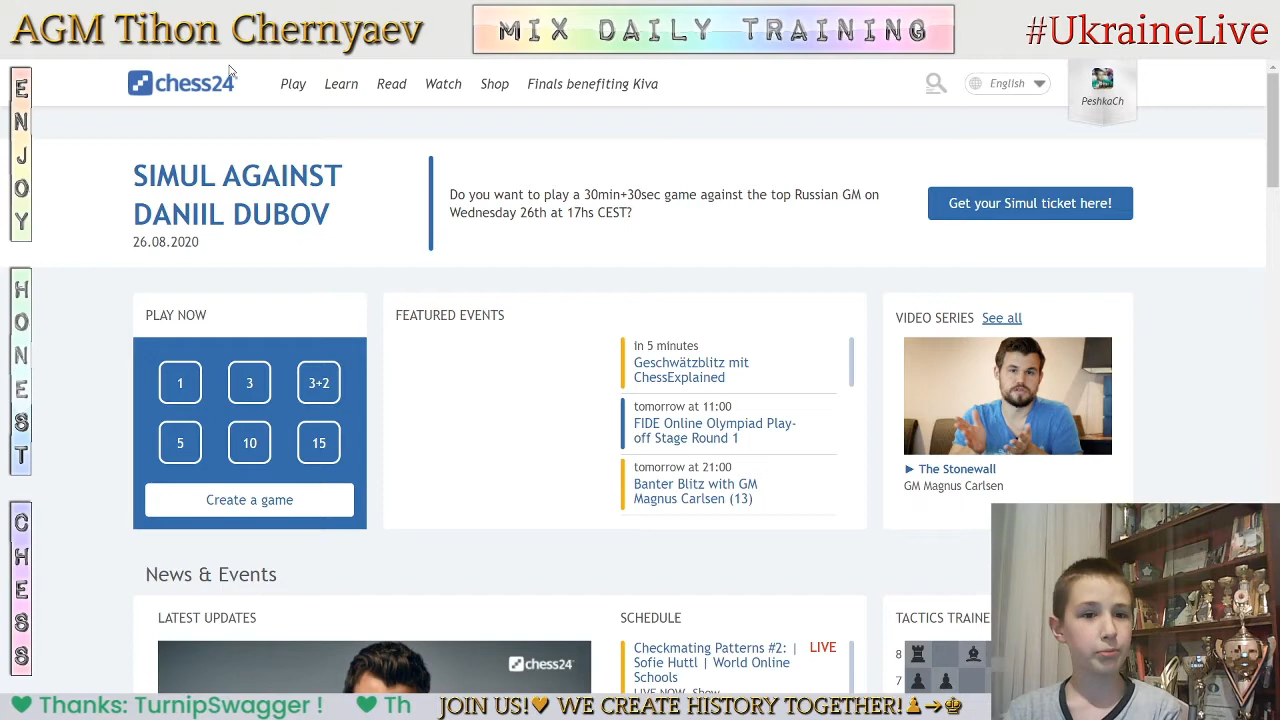 AGM Tihon Chernyaev
MIX DAILY TRAINING
#UkraineLive
ENJOY
HONEST
CHESS
chess24
Play
Learn
Read
Watch
Shop
Finals benefiting Kiva
English
PeshkaCh
SIMUL AGAINST
DANIIL DUBOV
26.08.2020
Do you want to play a 30min+30sec game against the top Russian GM on
Wednesday 26th at 17hs CEST?
Get your Simul ticket here!
PLAY NOW
1
3
3+2
5
10
15
Create a game
FEATURED EVENTS
in 5 minutes
Geschwätzblitz mit
ChessExplained
tomorrow at 11:00
FIDE Online Olympiad Play-
off Stage Round 1
tomorrow at 21:00
Banter Blitz with GM
Magnus Carlsen (13)
VIDEO SERIES See all
The Stonewall
GM Magnus Carlsen
News & Events
LATEST UPDATES
chess24
SCHEDULE
Checkmating Patterns #2: |
Sofie Huttl | World Online
Schools
LIVE
LIVE NOW, Show
TACTICS TRAINE
8
7
Thanks: TurnipSwagger !
Th
JOIN US! WE CREATE HISTORY TOGETHER!